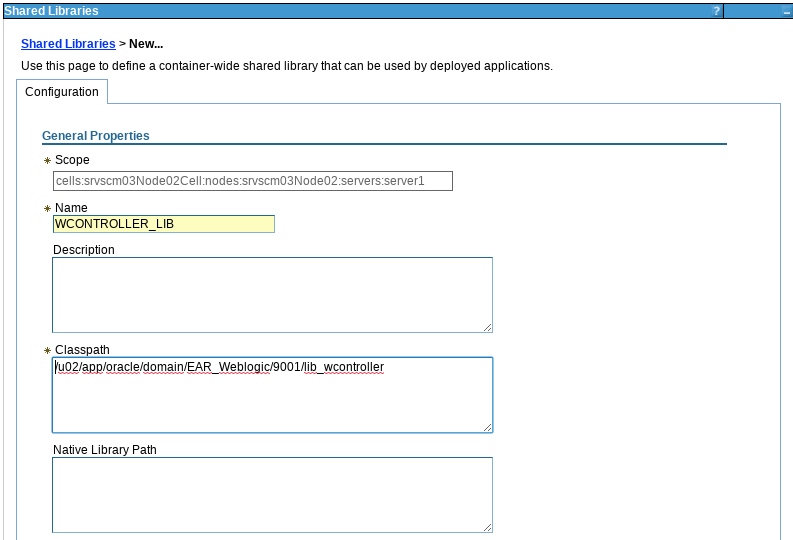 Shared Libraries ? –
Shared Libraries > New...
Use this page to define a container-wide shared library that can be used by deployed applications.
Configuration
General Properties
* Scope
cells:srvscm03Node02Cell:nodes:srvscm03Node02:servers:server1
* Name
WCONTROLLER_LIB
Description
* Classpath
/u02/app/oracle/domain/EAR_Weblogic/9001/lib_wcontroller
Native Library Path